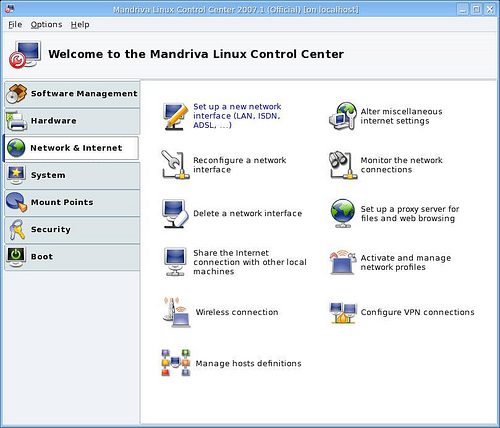 Mandriva Linux Control Center 2007.1 (Official) [on localhost]
File Options Help
Welcome to the Mandriva Linux Control Center
Software Management
Hardware
Network & Internet
System
Mount Points
Security
Boot
Set up a new network
interface (LAN, ISDN,
ADSL, ...)
Alter miscellaneous
internet settings
Reconfigure a network
interface
Monitor the network
connections
Delete a network interface
Set up a proxy server for
files and web browsing
Share the Internet
connection with other local
machines
Activate and manage
network profiles
Wireless connection
Configure VPN connections
Manage hosts definitions